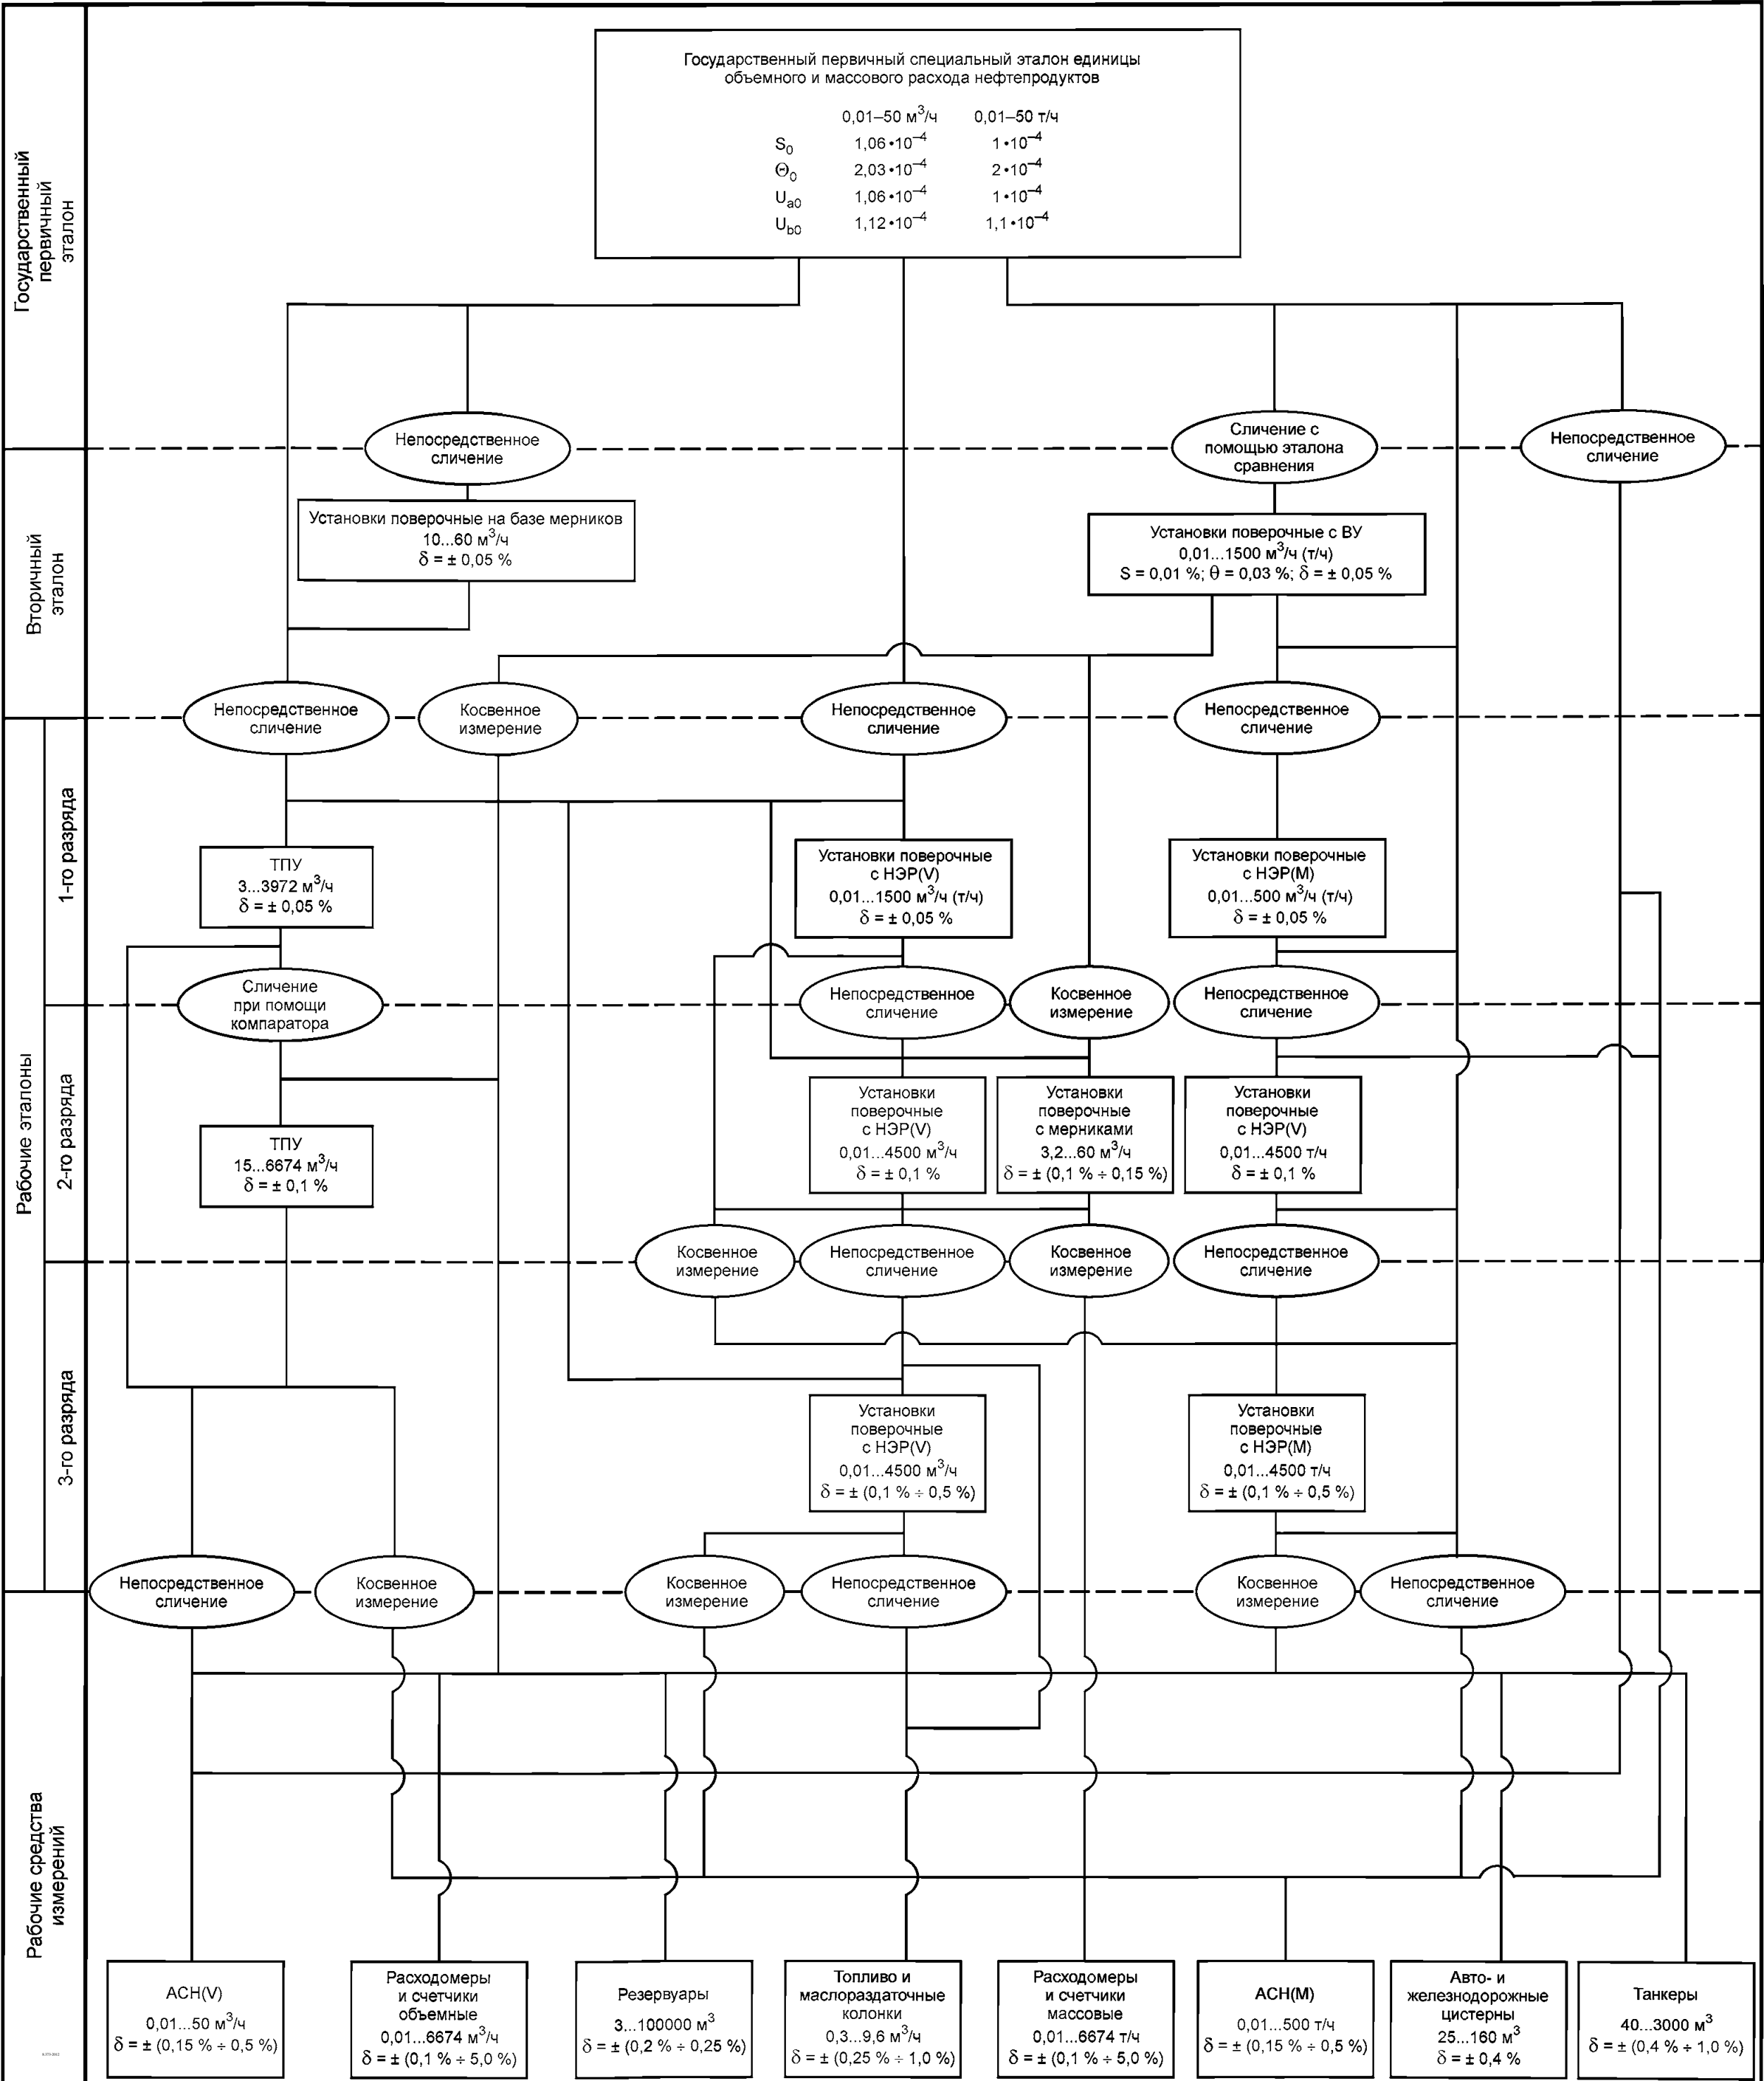 Государственный первичный специальный эталон единицы
объемного и массового расхода нефтепродуктов
0,01–50 м³/ч 0,01–50 т/ч
S₀ 1,06•10⁻⁴ 1•10⁻⁴
Θ₀ 2,03•10⁻⁴ 2•10⁻⁴
Uₐ₀ 1,06•10⁻⁴ 1•10⁻⁴
U_b0 1,12•10⁻⁴ 1,1•10⁻⁴
Государственный
первичный
эталон
Непосредственное
сличение
Сличение с
помощью эталона
сравнения
Непосредственное
сличение
Вторичный
эталон
Установки поверочные на базе мерников
10...60 м³/ч
δ = ± 0,05 %
Установки поверочные с ВУ
0,01...1500 м³/ч (т/ч)
S = 0,01 %; θ = 0,03 %; δ = ± 0,05 %
Непосредственное
сличение
Косвенное
измерение
Непосредственное
сличение
Непосредственное
сличение
Рабочие эталоны
1-го разряда
ТПУ
3...3972 м³/ч
δ = ± 0,05 %
Установки поверочные
с НЭР(V)
0,01...1500 м³/ч (т/ч)
δ = ± 0,05 %
Установки поверочные
с НЭР(М)
0,01...500 м³/ч (т/ч)
δ = ± 0,05 %
Сличение
при помощи
компаратора
Непосредственное
сличение
Косвенное
измерение
Непосредственное
сличение
2-го разряда
ТПУ
15...6674 м³/ч
δ = ± 0,1 %
Установки
поверочные
с НЭР(V)
0,01...4500 м³/ч
δ = ± 0,1 %
Установки
поверочные
с мерниками
3,2...60 м³/ч
δ = ± (0,1 % ÷ 0,15 %)
Установки
поверочные
с НЭР(V)
0,01...4500 т/ч
δ = ± 0,1 %
Косвенное
измерение
Непосредственное
сличение
Косвенное
измерение
Непосредственное
сличение
3-го разряда
Установки
поверочные
с НЭР(V)
0,01...4500 м³/ч
δ = ± (0,1 % ÷ 0,5 %)
Установки
поверочные
с НЭР(М)
0,01...4500 т/ч
δ = ± (0,1 % ÷ 0,5 %)
Непосредственное
сличение
Косвенное
измерение
Косвенное
измерение
Непосредственное
сличение
Косвенное
измерение
Непосредственное
сличение
Рабочие средства
измерений
АСН(V)
0,01...50 м³/ч
δ = ± (0,15 % ÷ 0,5 %)
Расходомеры
и счетчики
объемные
0,01...6674 м³/ч
δ = ± (0,1 % ÷ 5,0 %)
Резервуары
3...100000 м³
δ = ± (0,2 % ÷ 0,25 %)
Топливо и
маслораздаточные
колонки
0,3...9,6 м³/ч
δ = ± (0,25 % ÷ 1,0 %)
Расходомеры
и счетчики
массовые
0,01...6674 т/ч
δ = ± (0,1 % ÷ 5,0 %)
АСН(М)
0,01...500 т/ч
δ = ± (0,15 % ÷ 0,5 %)
Авто- и
железнодорожные
цистерны
25...160 м³
δ = ± 0,4 %
Танкеры
40...3000 м³
δ = ± (0,4 % ÷ 1,0 %)